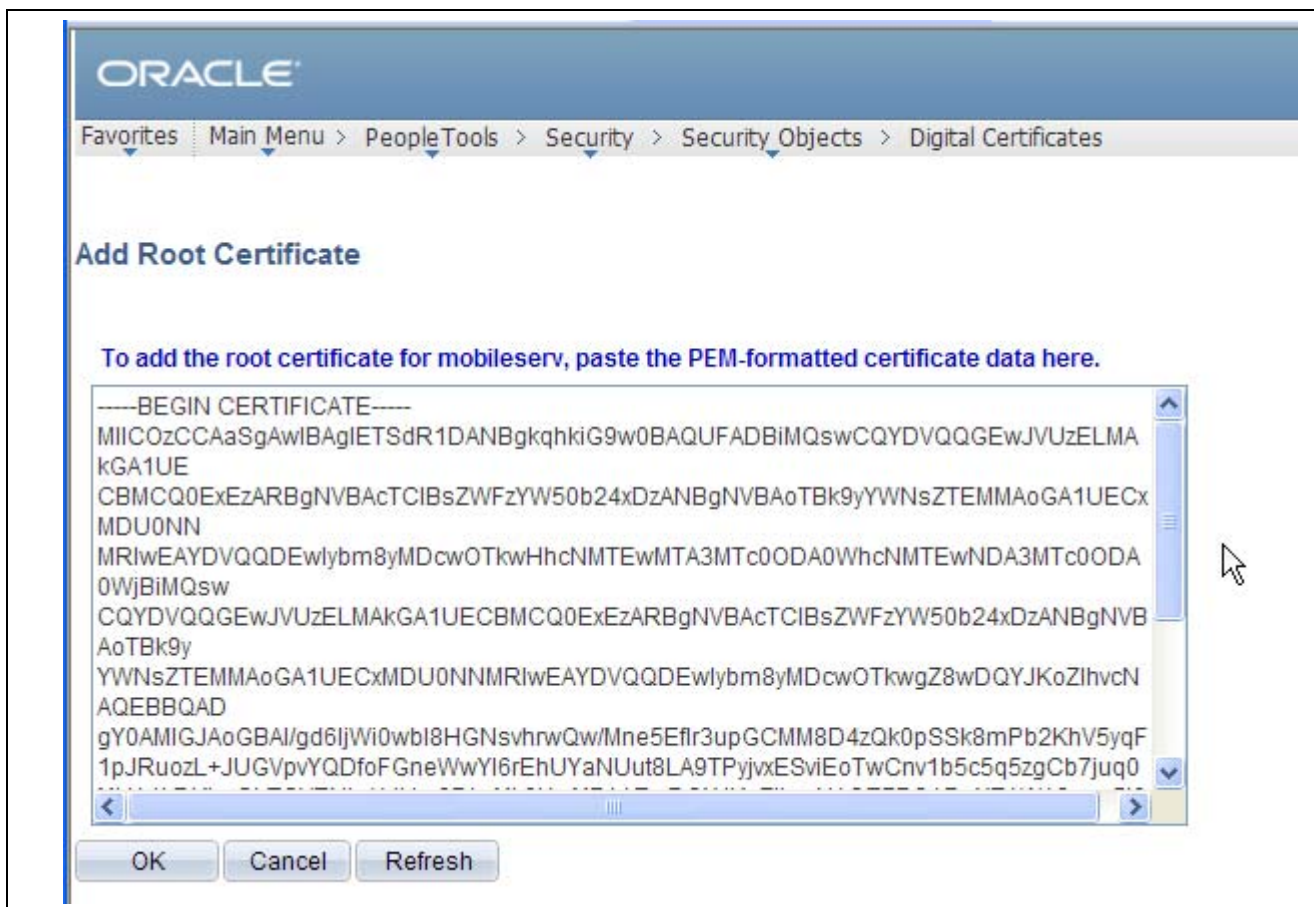 ORACLE
Favorites Main Menu > PeopleTools > Security > Security Objects > Digital Certificates
Add Root Certificate
To add the root certificate for mobileserv, paste the PEM-formatted certificate data here.
-----BEGIN CERTIFICATE-----
MIICOzCCAaSgAwIBAgIETSdR1DANBgkqhkiG9w0BAQUFADBiMQswCQYDVQQGEwJVUzELMA
kGA1UE
CBMCQ0ExEzARBgNVBAcTClBsZWFzYW50b24xDzANBgNVBAoTBk9yYWNsZTEMMAoGA1UECx
MDU0NN
MRIwEAYDVQQDEwlybm8yMDcwOTkwHhcNMTEwMTA3MTc0ODA0WhcNMTEwNDA3MTc0ODA
0WjBiMQsw
CQYDVQQGEwJVUzELMAkGA1UECBMCQ0ExEzARBgNVBAcTClBsZWFzYW50b24xDzANBgNVB
AoTBk9y
YWNsZTEMMAoGA1UECxMDU0NNMRIwEAYDVQQDEwlybm8yMDcwOTkwgZ8wDQYJKoZIhvcN
AQEBBQAD
gY0AMIGJAoGBAI/gd6IjWi0wbI8HGNsvhrwQw/Mne5Eflr3upGCMM8D4zQk0pSSk8mPb2KhV5yqF
1pJRuozL+JUGVpvYQDfoFGneWwYl6rEhUYaNUut8LA9TPyjvxESviEoTwCnv1b5c5q5zgCb7juq0
OK Cancel Refresh